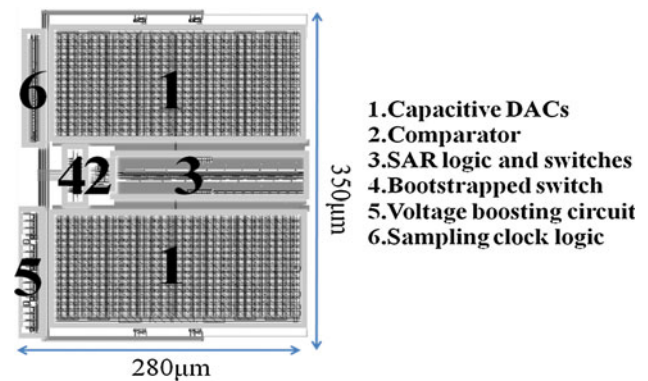 6
1
42
3
5
1
350μm
280μm
1.Capacitive DACs
2.Comparator
3.SAR logic and switches
4.Bootstrapped switch
5.Voltage boosting circuit
6.Sampling clock logic